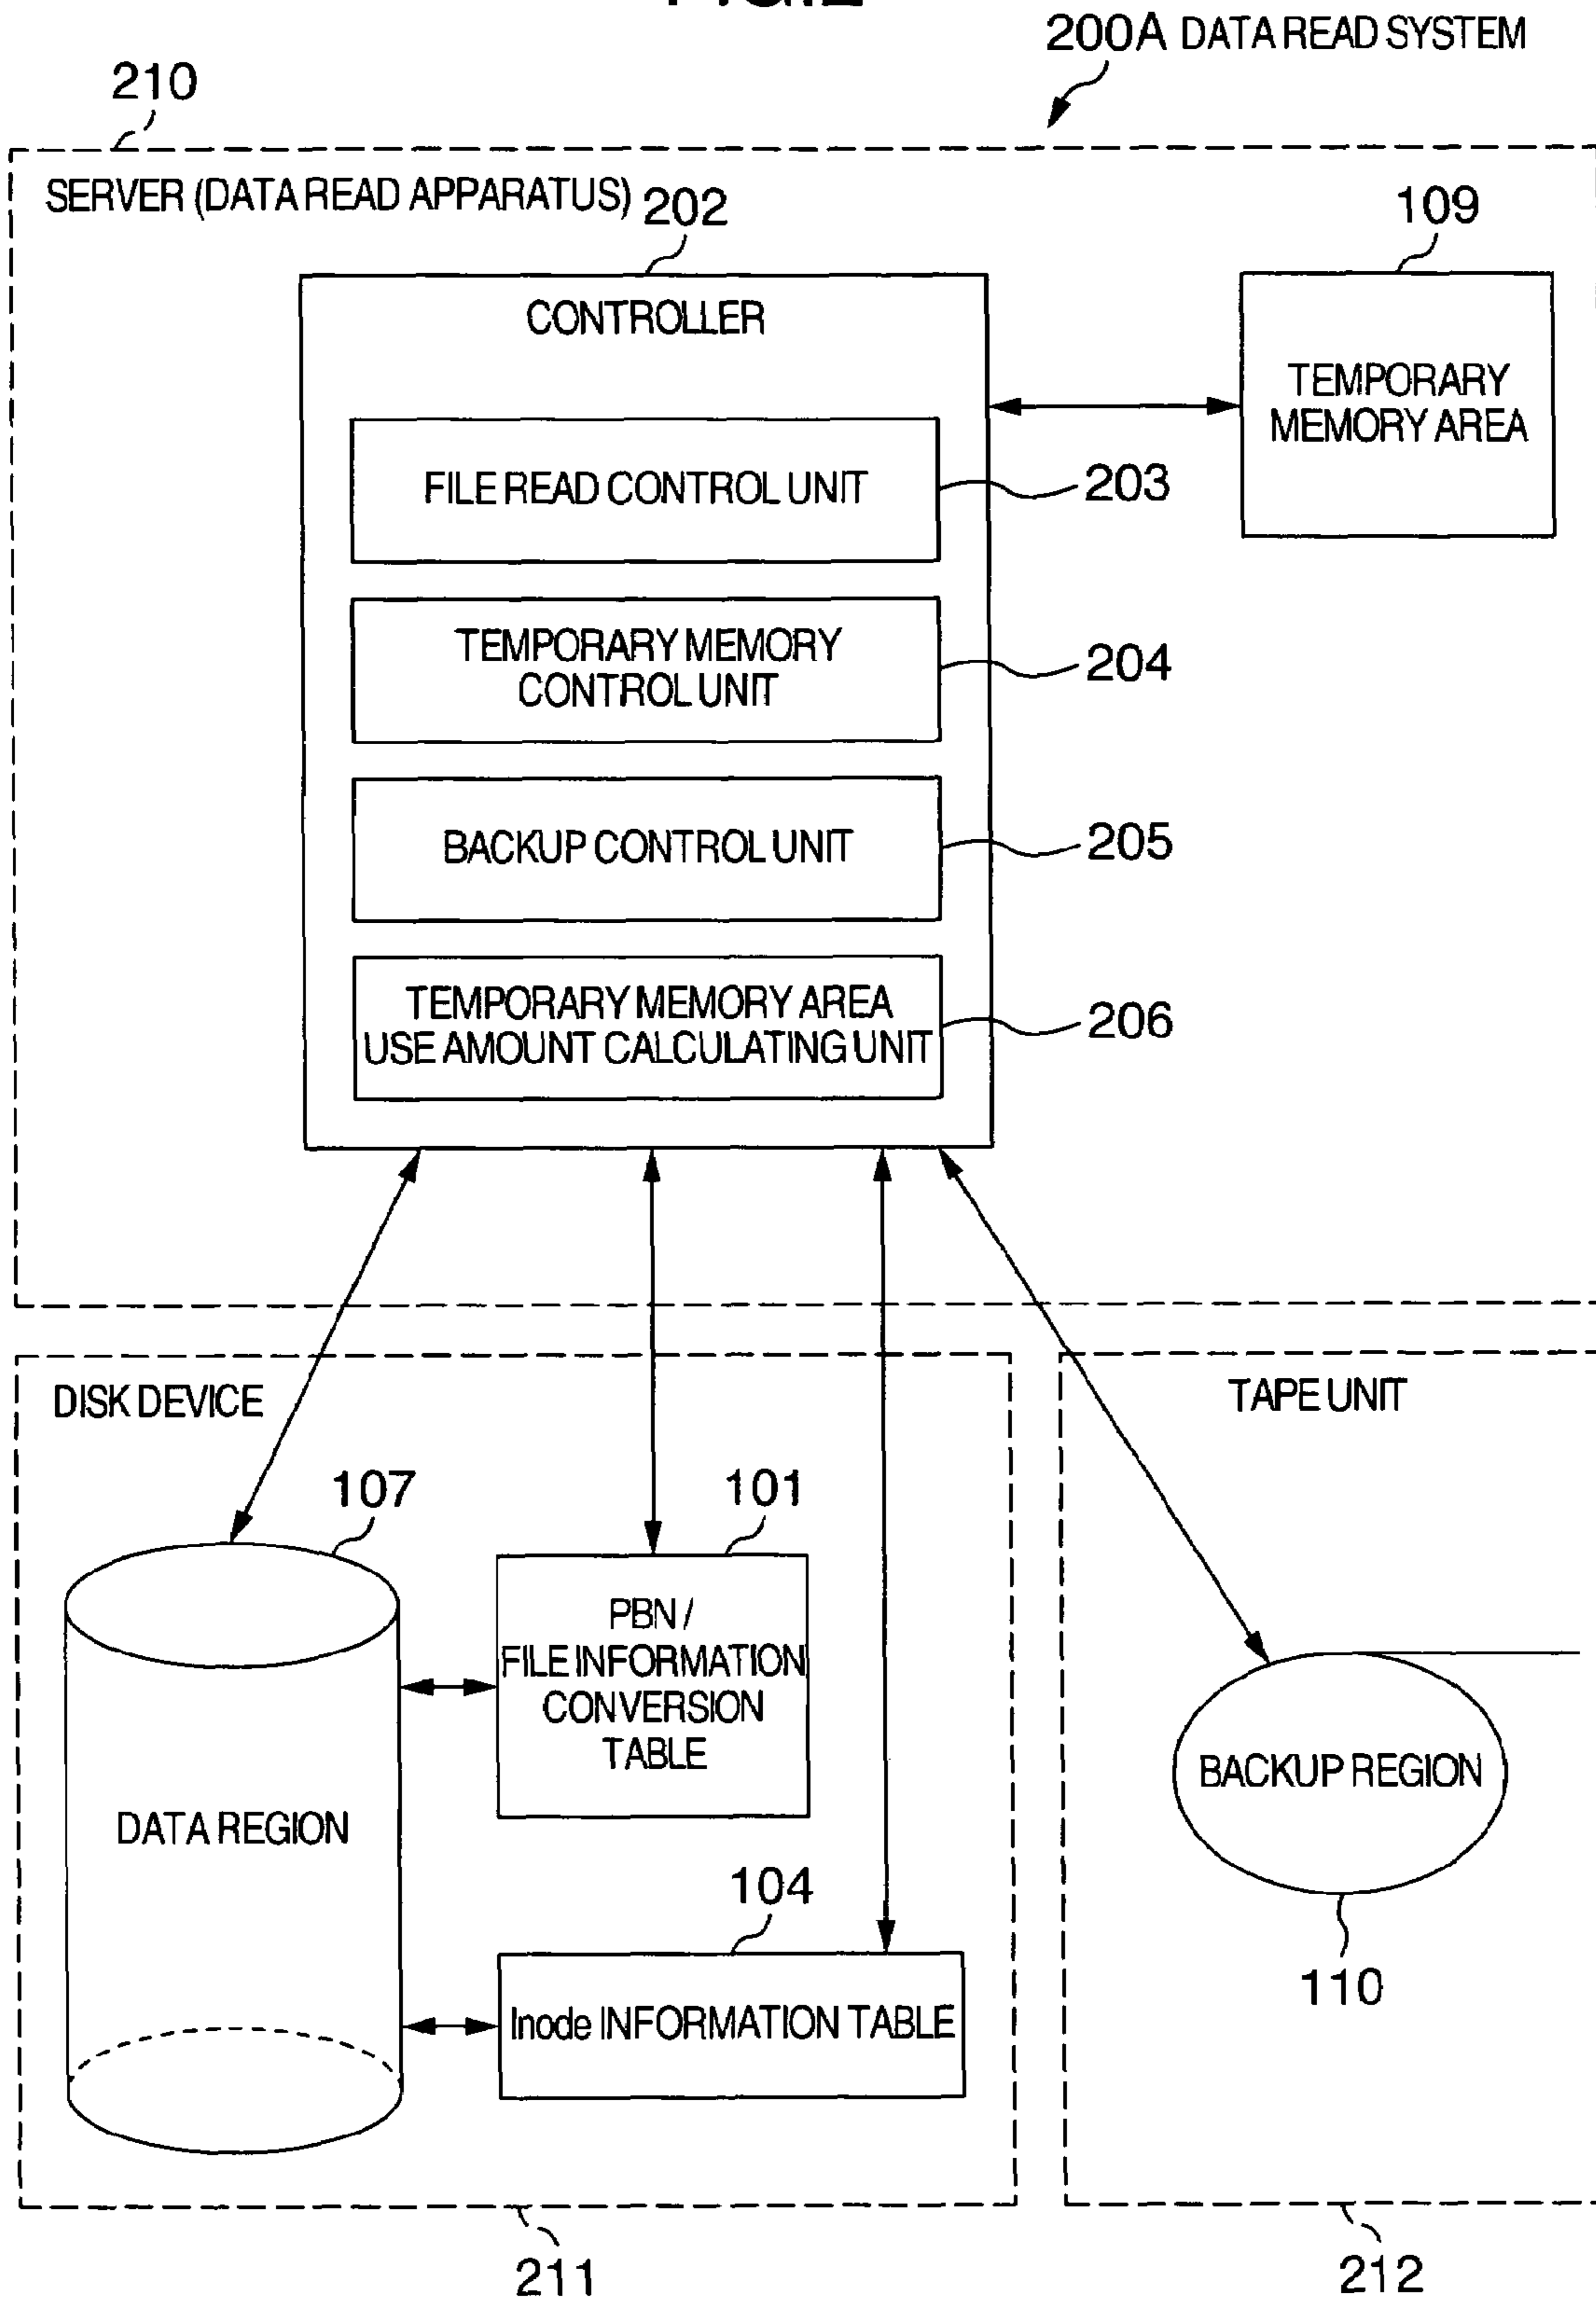 200A DATA READ SYSTEM
210
SERVER (DATA READ APPARATUS)
202
109
CONTROLLER
TEMPORARY
MEMORY AREA
FILE READ CONTROL UNIT
203
TEMPORARY MEMORY
CONTROL UNIT
204
BACKUP CONTROL UNIT
205
TEMPORARY MEMORY AREA
USE AMOUNT CALCULATING UNIT
206
DISK DEVICE
TAPE UNIT
107
101
PBN /
FILE INFORMATION
CONVERSION
TABLE
DATA REGION
BACKUP REGION
104
110
Inode INFORMATION TABLE
211
212